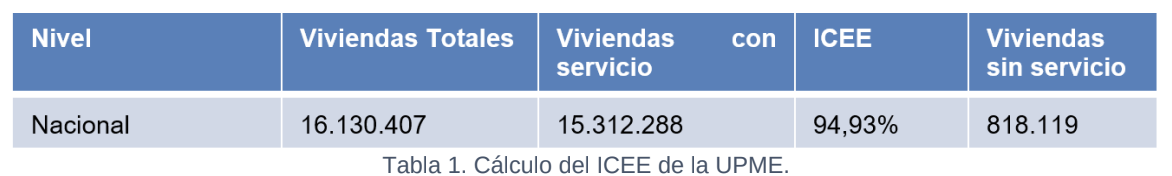 Nivel Viviendas Totales Viviendas con servicio ICEE Viviendas sin servicio
Nacional 16.130.407 15.312.288 94,93% 818.119
Tabla 1. Cálculo del ICEE de la UPME.